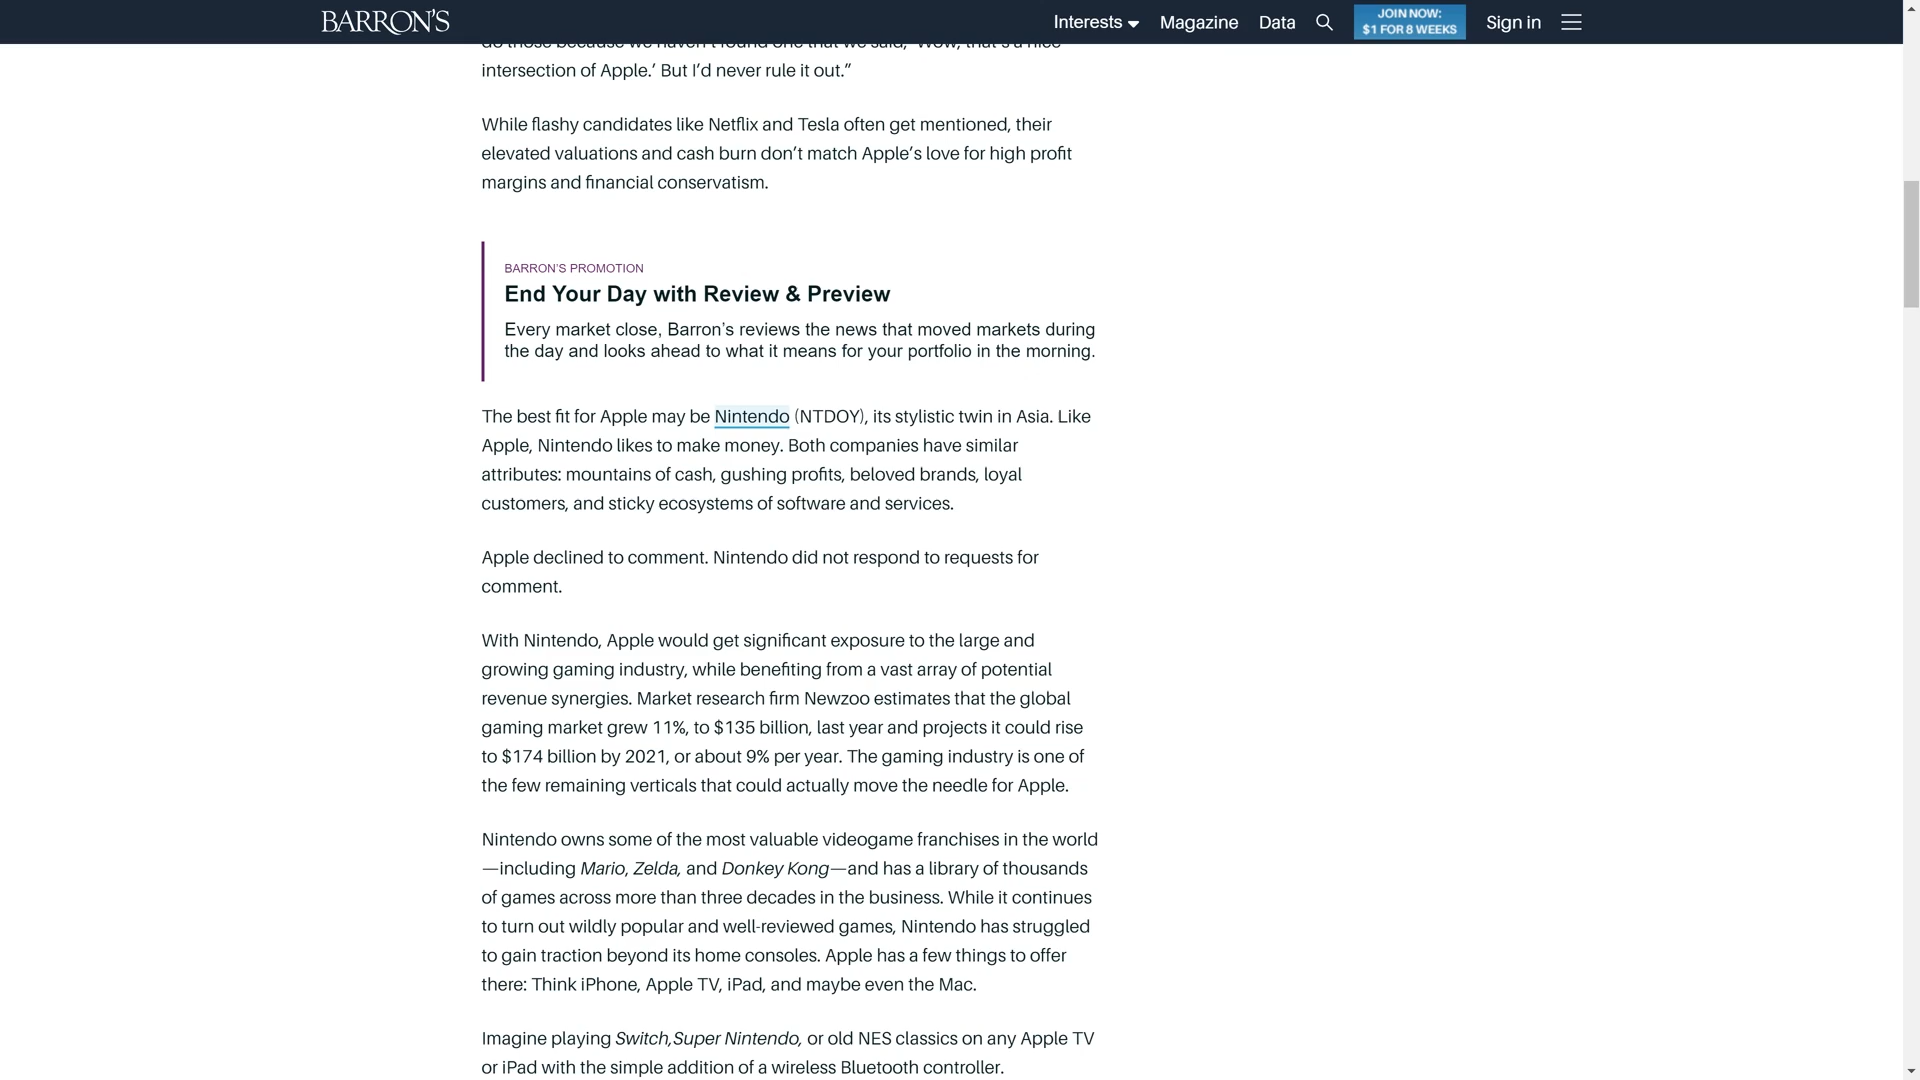 BARRON'S
Interests
Magazine
Data
JOIN NOW:
$1 FOR 8 WEEKS
Sign in
do those because we haven't found one that we said, 'Wow, that's a nice
intersection of Apple.' But I'd never rule it out.”
While flashy candidates like Netflix and Tesla often get mentioned, their
elevated valuations and cash burn don't match Apple's love for high profit
margins and financial conservatism.
BARRON'S PROMOTION
End Your Day with Review & Preview
Every market close, Barron's reviews the news that moved markets during
the day and looks ahead to what it means for your portfolio in the morning.
The best fit for Apple may be Nintendo (NTDOY), its stylistic twin in Asia. Like
Apple, Nintendo likes to make money. Both companies have similar
attributes: mountains of cash, gushing profits, beloved brands, loyal
customers, and sticky ecosystems of software and services.
Apple declined to comment. Nintendo did not respond to requests for
comment.
With Nintendo, Apple would get significant exposure to the large and
growing gaming industry, while benefiting from a vast array of potential
revenue synergies. Market research firm Newzoo estimates that the global
gaming market grew 11%, to $135 billion, last year and projects it could rise
to $174 billion by 2021, or about 9% per year. The gaming industry is one of
the few remaining verticals that could actually move the needle for Apple.
Nintendo owns some of the most valuable videogame franchises in the world
—including Mario, Zelda, and Donkey Kong—and has a library of thousands
of games across more than three decades in the business. While it continues
to turn out wildly popular and well-reviewed games, Nintendo has struggled
to gain traction beyond its home consoles. Apple has a few things to offer
there: Think iPhone, Apple TV, iPad, and maybe even the Mac.
Imagine playing Switch,Super Nintendo, or old NES classics on any Apple TV
or iPad with the simple addition of a wireless Bluetooth controller.